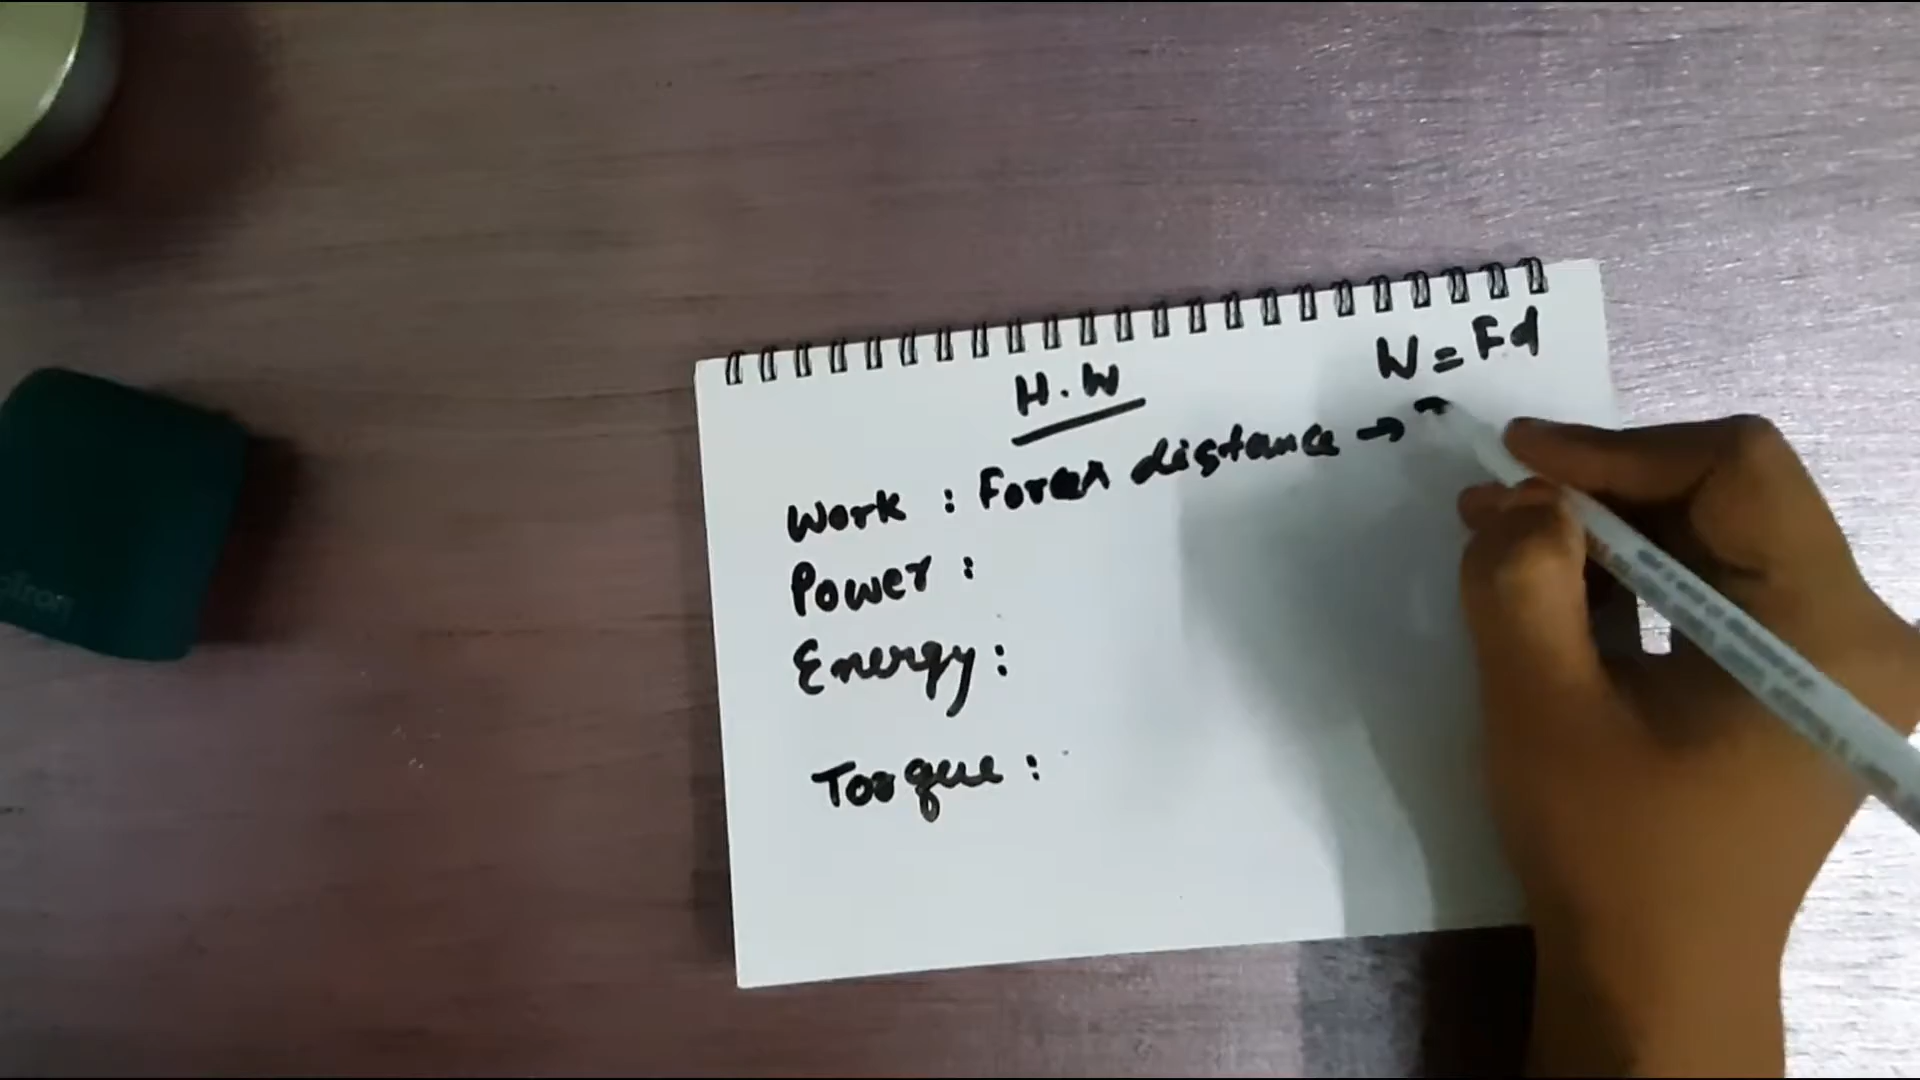 H.W
W = Fd
Work : Force x distance →
Power :
Energy :
Torque :